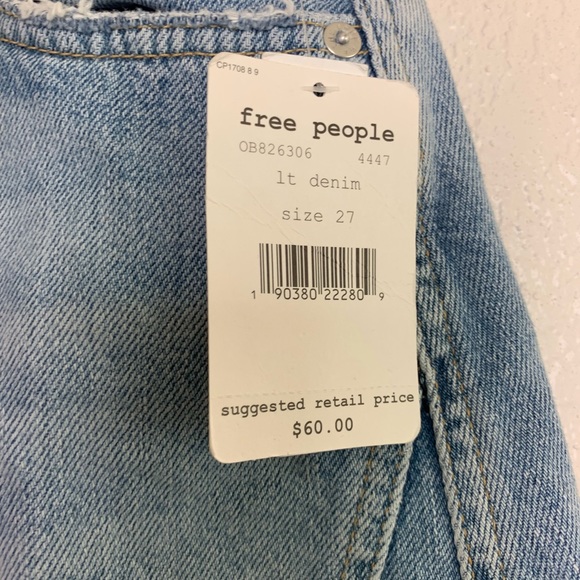 CP1708 8 9
free people
OB826306 4447
lt denim
size 27
1 90380 22280 9
suggested retail price
$60.00